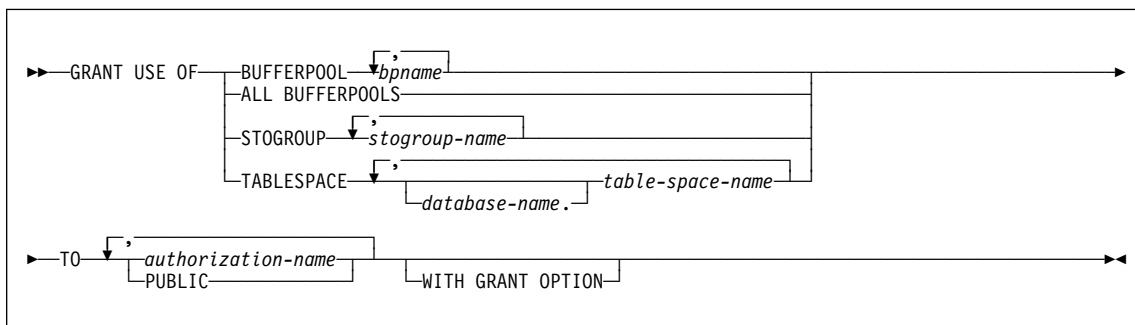 ,
GRANT USE OF BUFFERPOOL bpname
ALL BUFFERPOOLS
,
STOGROUP stogroup-name
,
TABLESPACE table-space-name
database-name.
,
TO authorization-name
PUBLIC WITH GRANT OPTION